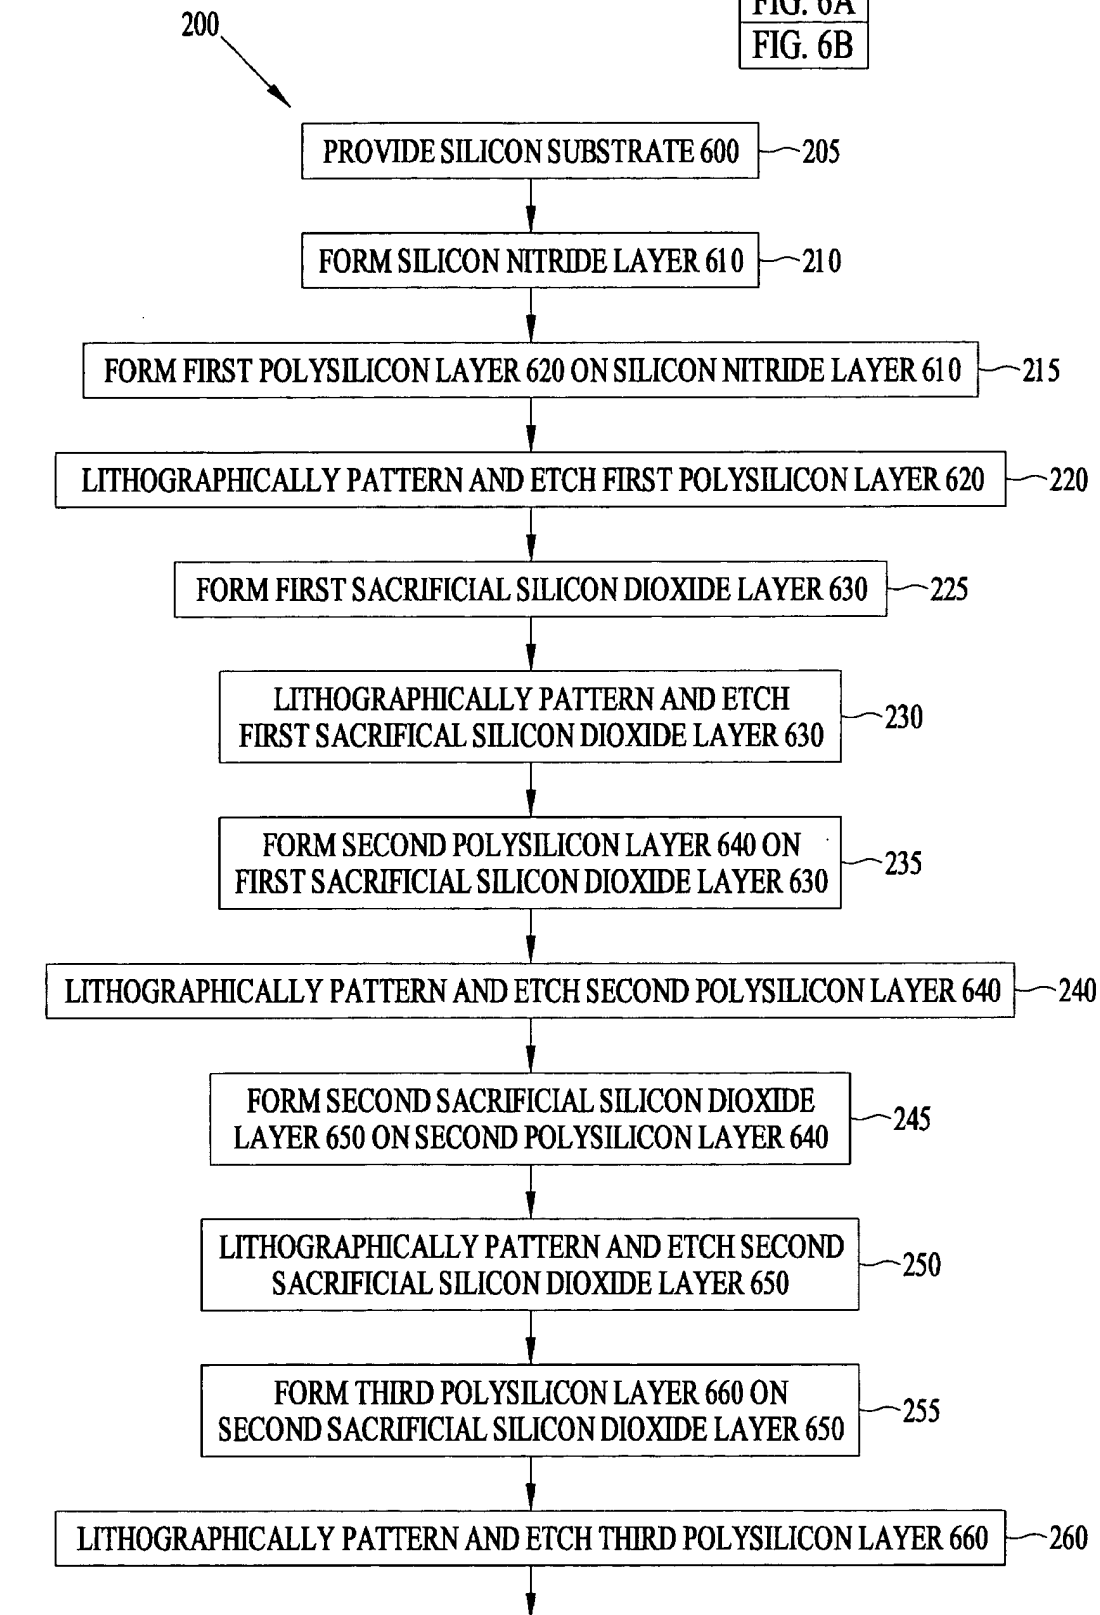 FIG. 6A
FIG. 6B
200
PROVIDE SILICON SUBSTRATE 600
205
FORM SILICON NITRIDE LAYER 610
210
FORM FIRST POLYSILICON LAYER 620 ON SILICON NITRIDE LAYER 610
215
LITHOGRAPHICALLY PATTERN AND ETCH FIRST POLYSILICON LAYER 620
220
FORM FIRST SACRIFICIAL SILICON DIOXIDE LAYER 630
225
LITHOGRAPHICALLY PATTERN AND ETCH
FIRST SACRIFICAL SILICON DIOXIDE LAYER 630
230
FORM SECOND POLYSILICON LAYER 640 ON
FIRST SACRIFICIAL SILICON DIOXIDE LAYER 630
235
LITHOGRAPHICALLY PATTERN AND ETCH SECOND POLYSILICON LAYER 640
240
FORM SECOND SACRIFICIAL SILICON DIOXIDE
LAYER 650 ON SECOND POLYSILICON LAYER 640
245
LITHOGRAPHICALLY PATTERN AND ETCH SECOND
SACRIFICIAL SILICON DIOXIDE LAYER 650
250
FORM THIRD POLYSILICON LAYER 660 ON
SECOND SACRIFICIAL SILICON DIOXIDE LAYER 650
255
LITHOGRAPHICALLY PATTERN AND ETCH THIRD POLYSILICON LAYER 660
260